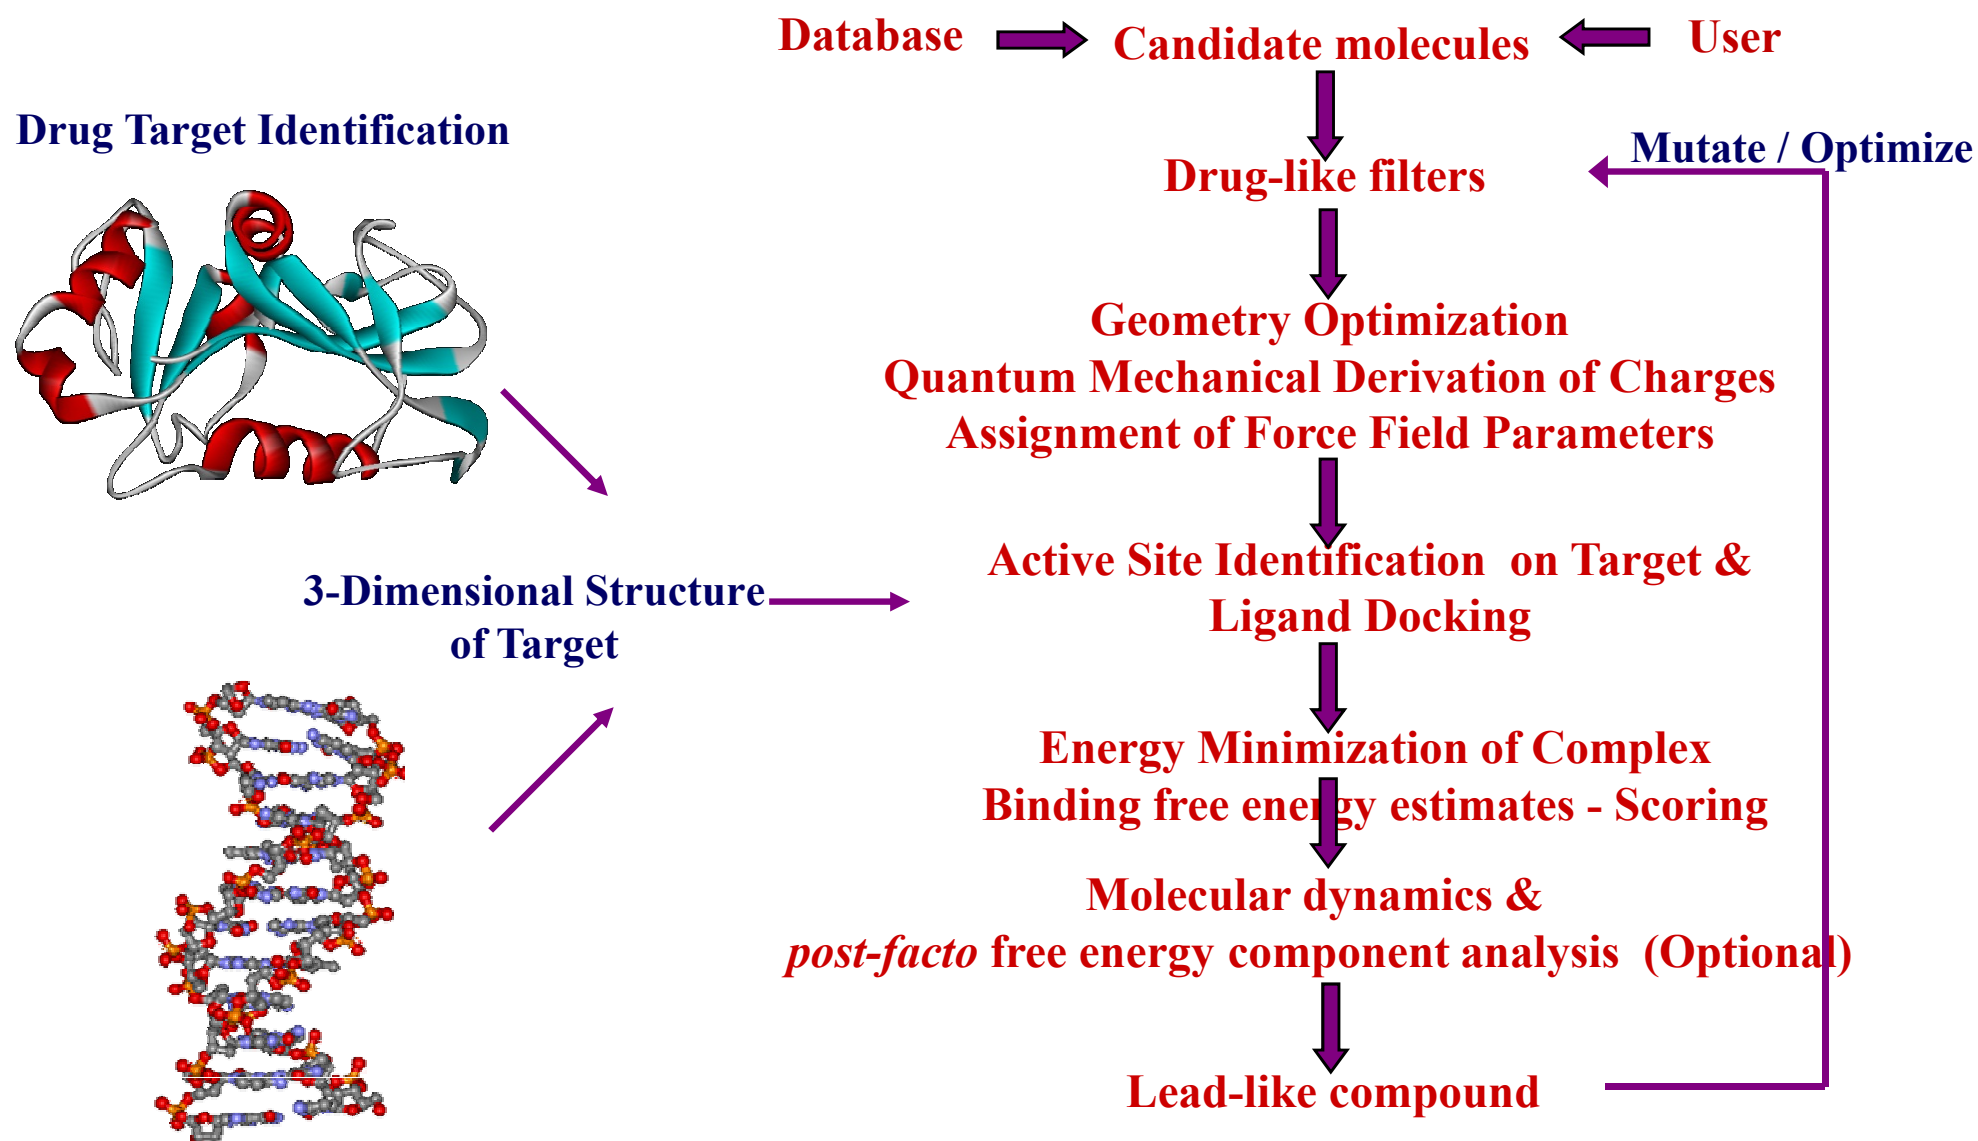 Database
Candidate molecules
User
Drug Target Identification
Mutate / Optimize
Drug-like filters
Geometry Optimization
Quantum Mechanical Derivation of Charges
Assignment of Force Field Parameters
Active Site Identification on Target &
Ligand Docking
3-Dimensional Structure
of Target
Energy Minimization of Complex
Binding free energy estimates - Scoring
Molecular dynamics &
post-facto free energy component analysis (Optional)
Lead-like compound